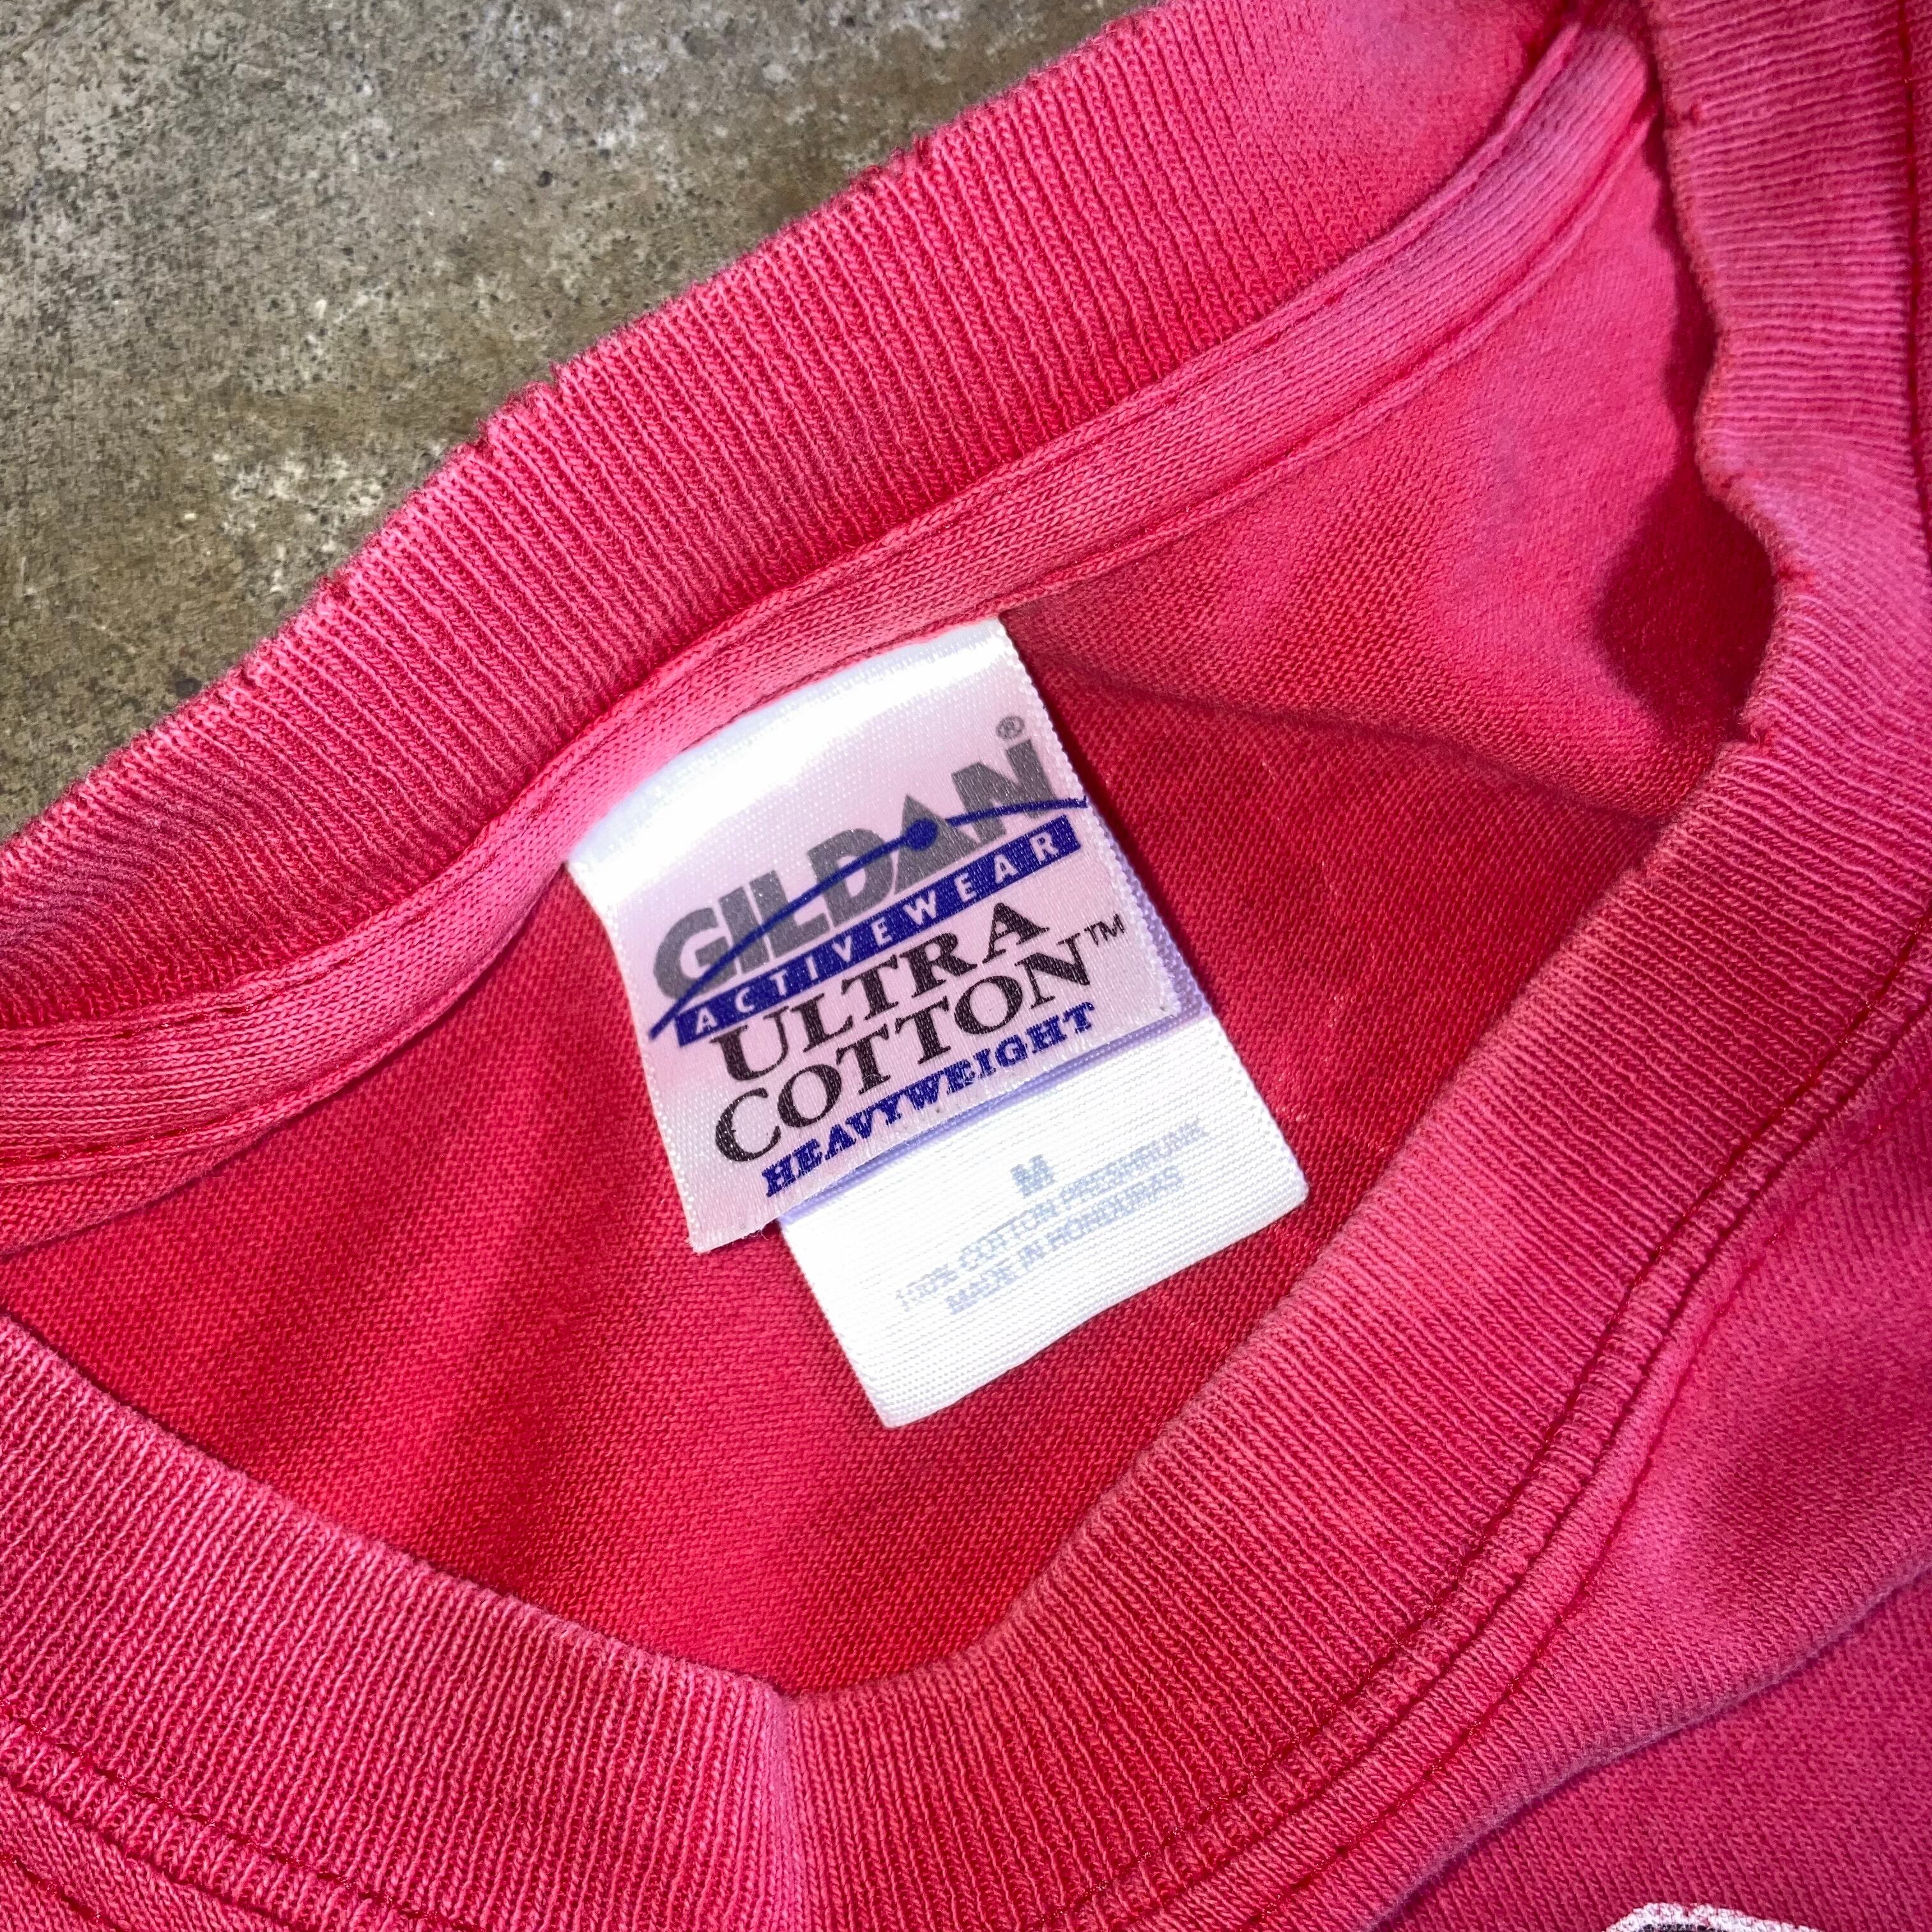 GILDAN®
ACTIVEWEAR
ULTRA
COTTON™
HEAVYWEIGHT
M
100% COTTON PRESHRUNK
MADE IN HONDURAS